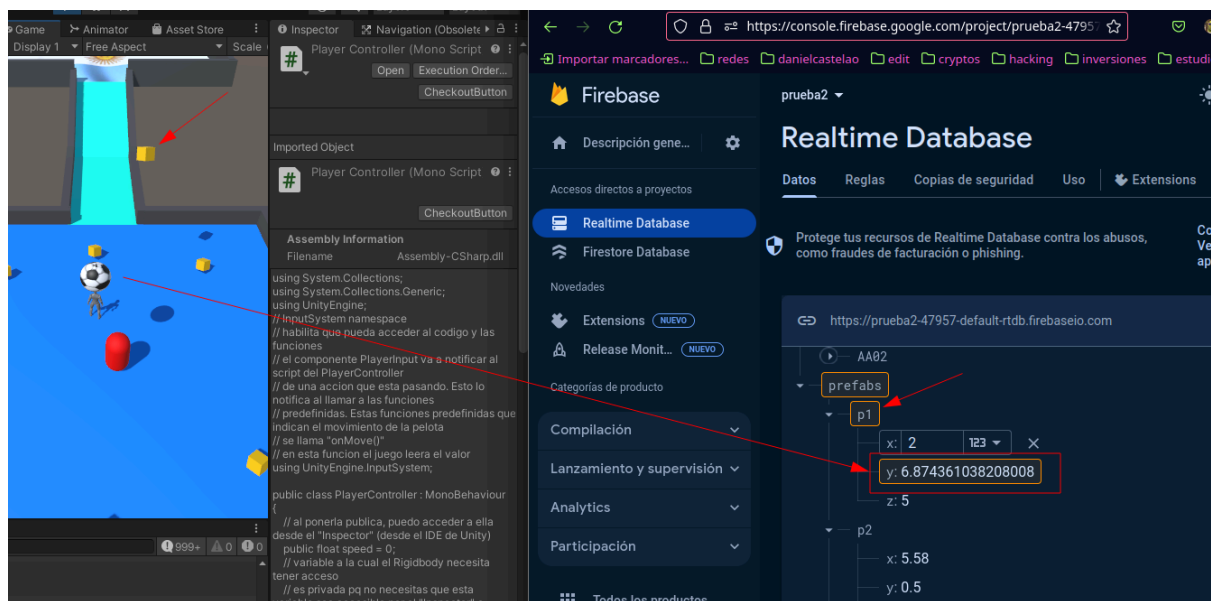 Game
Animator
Asset Store
Display 1
Free Aspect
Scale
Inspector
Navigation (Obsolete
Player Controller (Mono Script
Open
Execution Order...
CheckoutButton
Imported Object
Player Controller (Mono Script
CheckoutButton
Assembly Information
Filename
Assembly-CSharp.dll
using System.Collections;
using System.Collections.Generic;
using UnityEngine;
// InputSystem namespace
// habilita que pueda acceder al codigo y las
funciones
// el componente PlayerInput va a notificar al
script del PlayerController
// de una accion que esta pasando. Esto lo
notifica al llamar a las funciones
// predefinidas. Estas funciones predefinidas que
indican el movimiento de la pelota
// se llama "onMove()"
// en esta funcion el juego leera el valor
using UnityEngine.InputSystem;
public class PlayerController : MonoBehaviour
{
// al ponerla publica, puedo acceder a ella
desde el "Inspector" (desde el IDE de Unity)
public float speed = 0;
// variable a la cual el Rigidbody necesita
tener acceso
// es privada pq no necesitas que esta
999+
0
0
https://console.firebase.google.com/project/prueba2-47957
Importar marcadores...
redes
danielcastelao
edit
cryptos
hacking
inversiones
estudi
Firebase
Descripción gene...
Accesos directos a proyectos
Realtime Database
Firestore Database
Novedades
Extensions
NUEVO
Release Monit...
NUEVO
Categorías de producto
Compilación
Lanzamiento y supervisión
Analytics
Participación
Todos los productos
prueba2
Realtime Database
Datos
Reglas
Copias de seguridad
Uso
Extensions
Protege tus recursos de Realtime Database contra los abusos,
como fraudes de facturación o phishing.
Co
Ve
ap
https://prueba2-47957-default-rtdb.firebaseio.com
AA02
prefabs
p1
x: 2
123
y: 6.874361038208008
z: 5
p2
x: 5.58
y: 0.5